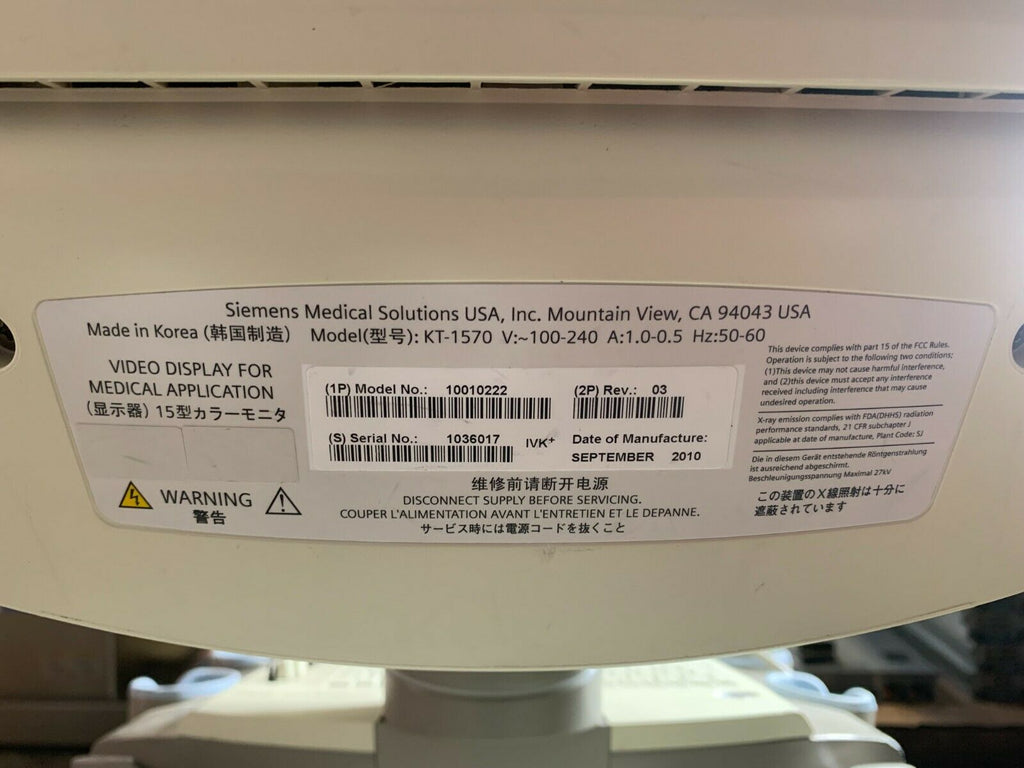 Siemens Medical Solutions USA, Inc. Mountain View, CA 94043 USA
Made in Korea (韩国制造) Model(型号): KT-1570 V:~100-240 A:1.0-0.5 Hz:50-60
VIDEO DISPLAY FOR
MEDICAL APPLICATION
(显示器) 15型カラーモニタ
WARNING
警告
(1P) Model No.: 10010222
(2P) Rev.: 03
(S) Serial No.: 1036017 IVK+
Date of Manufacture:
SEPTEMBER 2010
维修前请断开电源
DISCONNECT SUPPLY BEFORE SERVICING.
COUPER L'ALIMENTATION AVANT L'ENTRETIEN ET LE DEPANNE.
サービス時には電源コードを抜くこと
This device complies with part 15 of the FCC Rules.
Operation is subject to the following two conditions;
(1)This device may not cause harmful interference,
and (2)this device must accept any interference
received including interference that may cause
undesired operation.
X-ray emission complies with FDA(DHHS) radiation
performance standards, 21 CFR subchapter J
applicable at date of manufacture, Plant Code; SJ
Die in diesem Gerät entstehende Röntgenstrahlung
ist ausreichend abgeschirmt.
Beschleunigungsspannung Maximal 27kV
この装置のX線照射は十分に
遮蔽されています